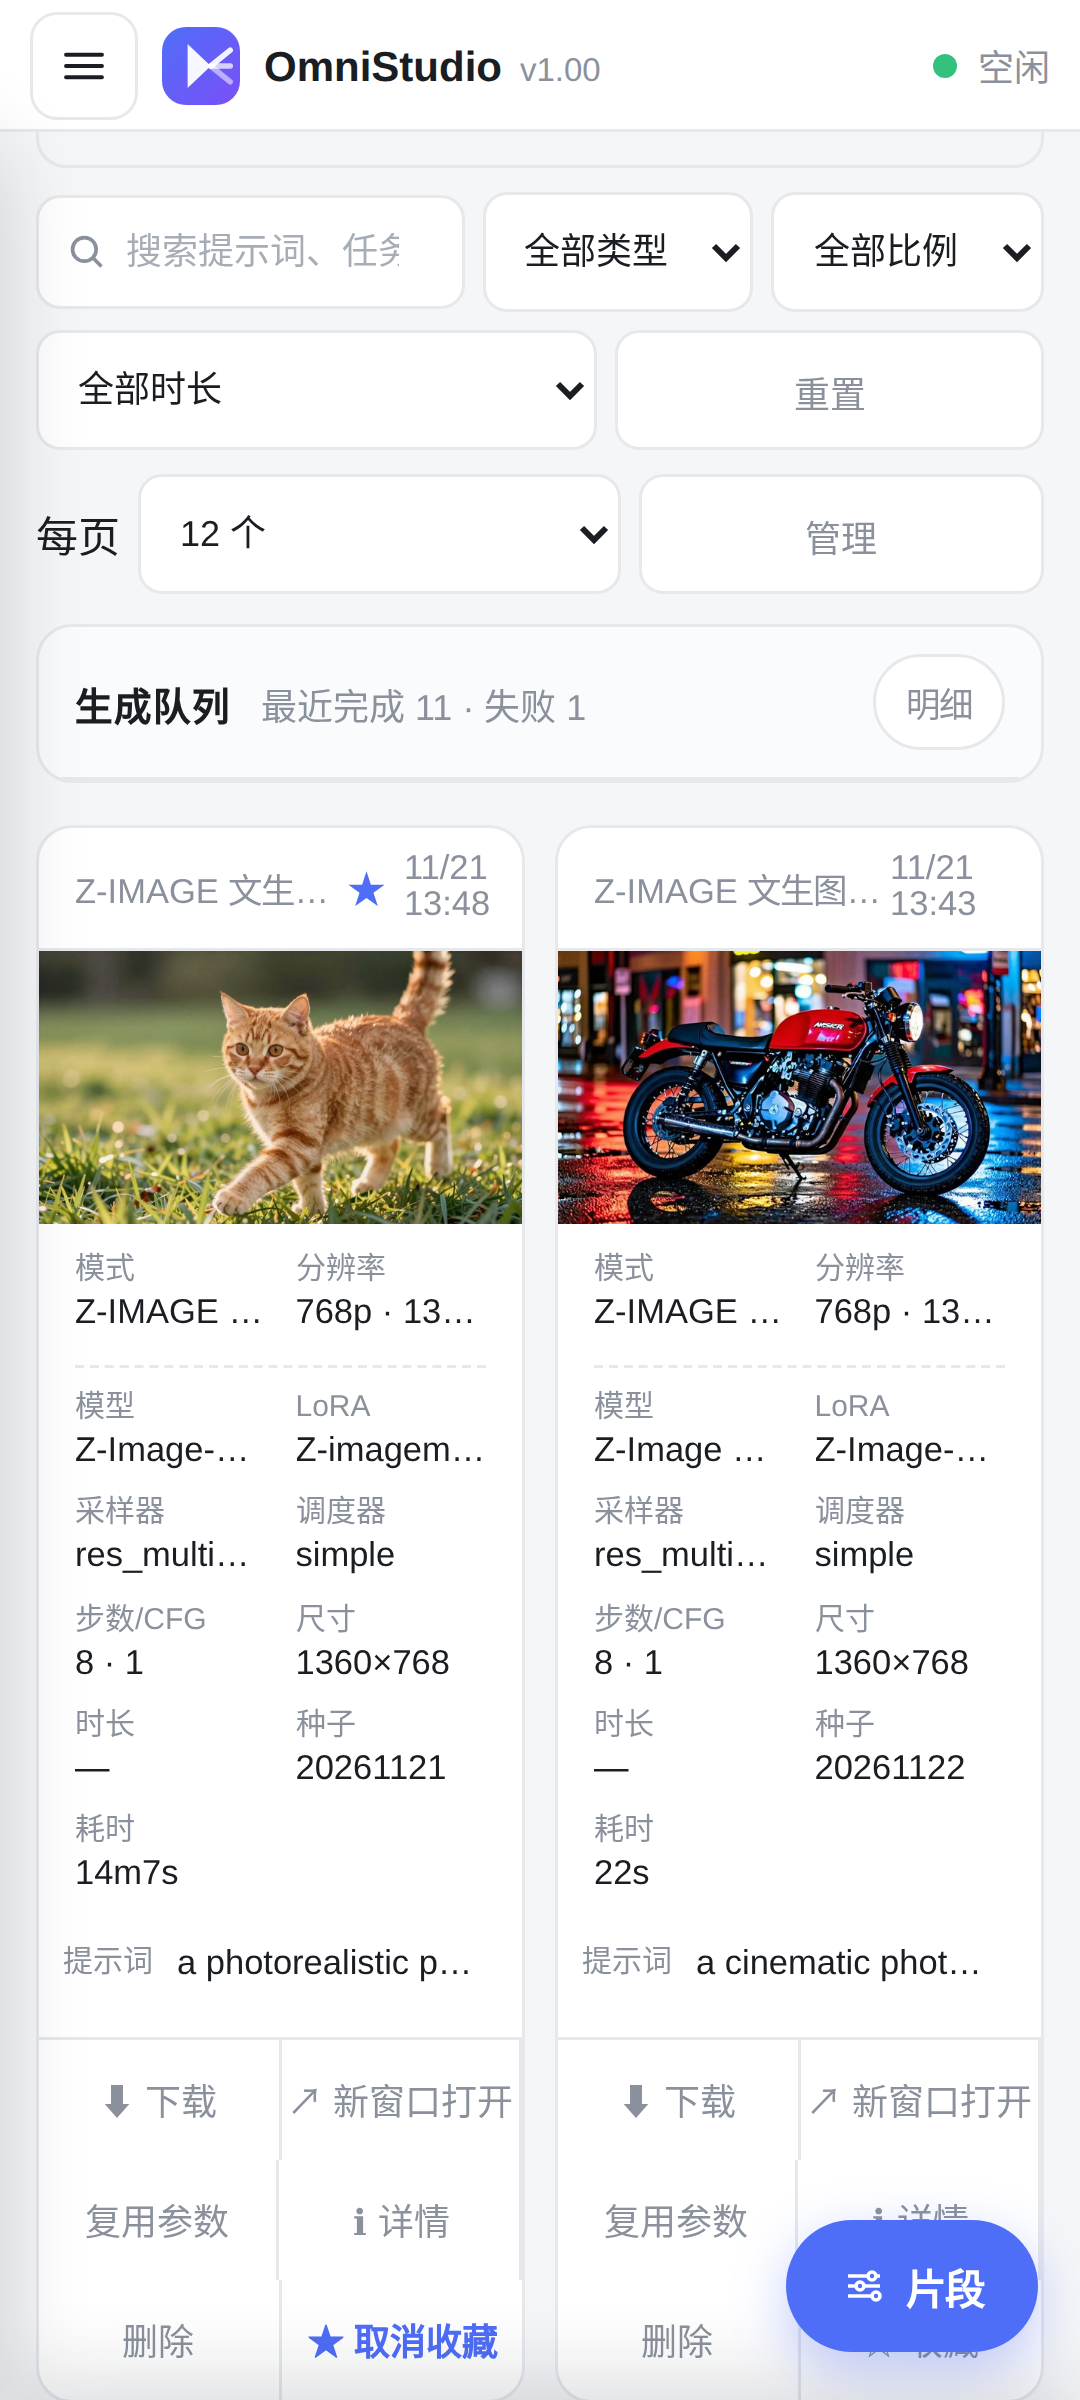 OmniStudio v1.00 空闲
搜索提示词、任务 全部类型 全部比例
全部时长 重置
每页 12 个 管理
生成队列 最近完成 11 · 失败 1 明细
Z-IMAGE 文生… ★ 11/21 13:48
Z-IMAGE 文生图… 11/21 13:43
模式 分辨率
Z-IMAGE … 768p · 13…
模型 LoRA
Z-Image-… Z-imagem…
采样器 调度器
res_multi… simple
步数/CFG 尺寸
8 · 1 1360×768
时长 种子
— 20261121
耗时
14m7s
提示词 a photorealistic p…
⬇ 下载 ↗ 新窗口打开
复用参数 ℹ 详情
删除 ★ 取消收藏
模式 分辨率
Z-IMAGE … 768p · 13…
模型 LoRA
Z-Image … Z-Image-…
采样器 调度器
res_multi… simple
步数/CFG 尺寸
8 · 1 1360×768
时长 种子
— 20261122
耗时
22s
提示词 a cinematic phot…
⬇ 下载 ↗ 新窗口打开
复用参数 ℹ 详情
删除 ☆ 收藏
片段